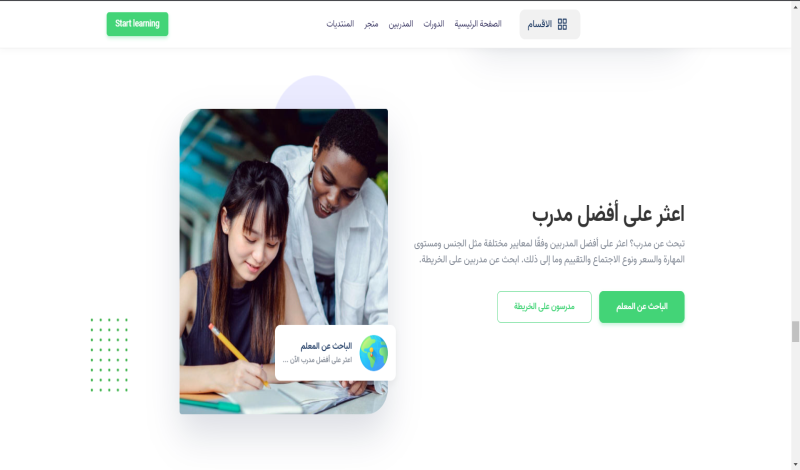 الاقسام
الصفحة الرئيسية
الدورات
المدربين
متجر
المنتديات
Start learning
اعثر على أفضل مدرب
تبحث عن مدرب؟ اعثر على أفضل المدربين وفقًا لمعايير مختلفة مثل الجنس ومستوى
المهارة والسعر ونوع الاجتماع والتقييم وما إلى ذلك. ابحث عن مدربين على الخريطة.
الباحث عن المعلم
مدرسون على الخريطة
الباحث عن المعلم
اعثر على أفضل مدرب الآن ...